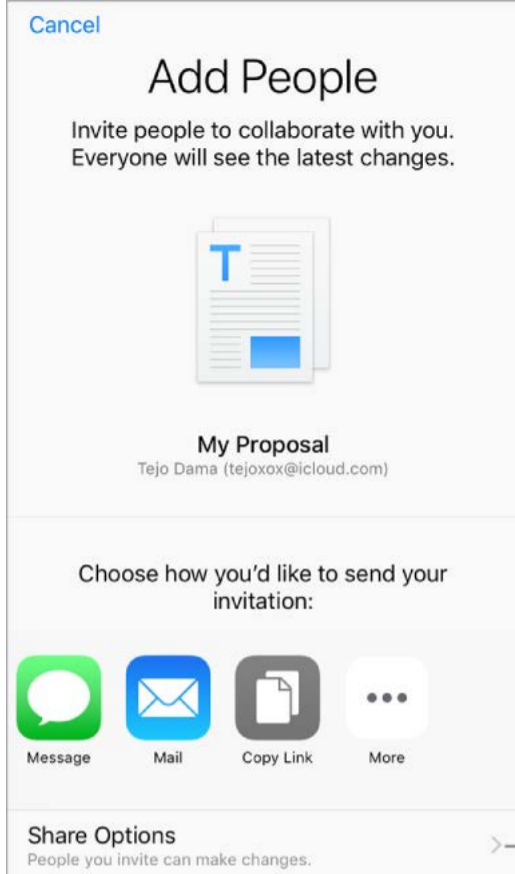 Cancel
Add People
Invite people to collaborate with you.
Everyone will see the latest changes.
T
My Proposal
Tejo Dama (tejoxox@icloud.com)
Choose how you’d like to send your
invitation:
Message Mail Copy Link More
Share Options
People you invite can make changes.